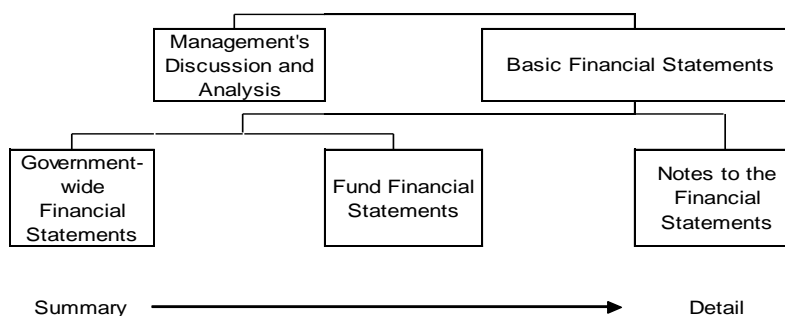 Management's
Discussion and
Analysis
Basic Financial Statements
Government-
wide
Financial
Statements
Fund Financial
Statements
Notes to the
Financial
Statements
Summary
Detail